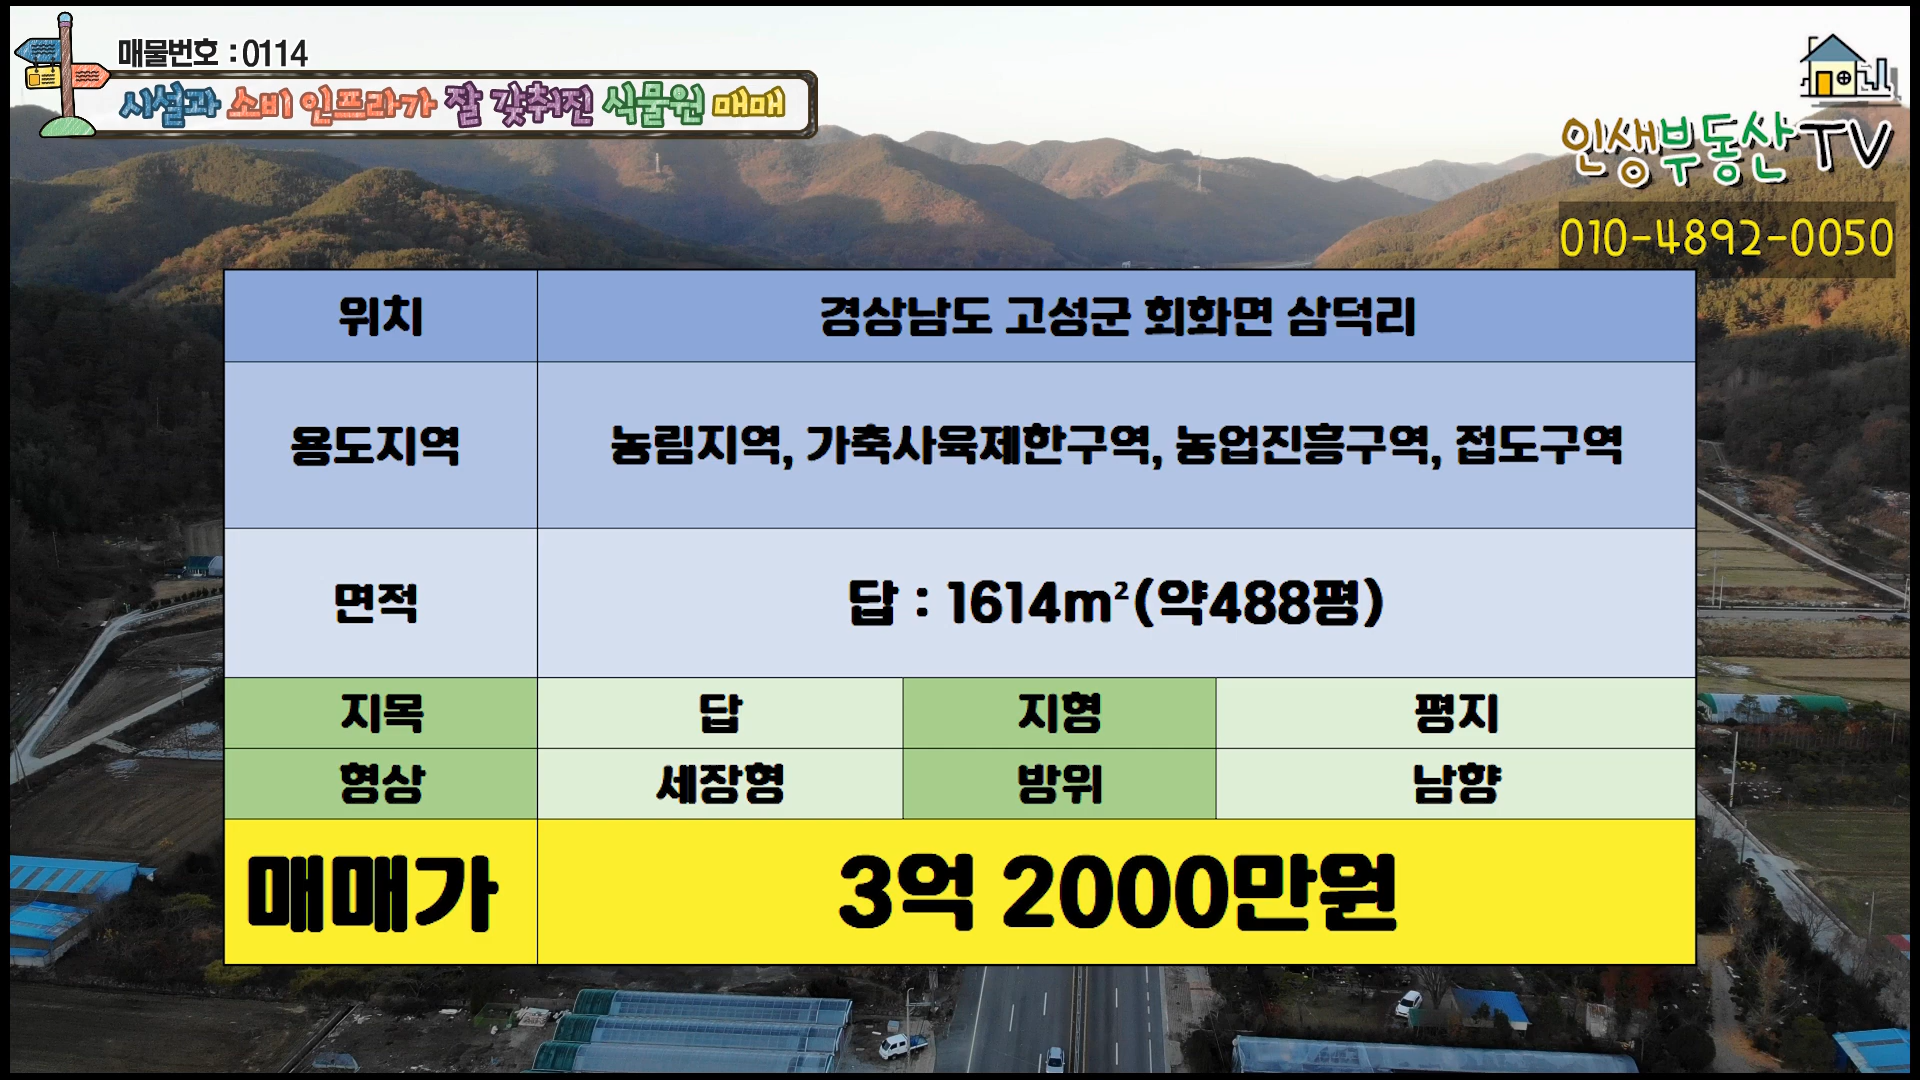 매물번호 : 0114
시설과 소비 인프라가 잘 갖춰진 식물원 매매
인생부동산TV
010-4892-0050
위치 경상남도 고성군 회화면 삼덕리
용도지역 농림지역, 가축사육제한구역, 농업진흥구역, 접도구역
면적 답 : 1614m²(약488평)
지목 답 지형 평지
형상 세장형 방위 남향
매매가 3억 2000만원